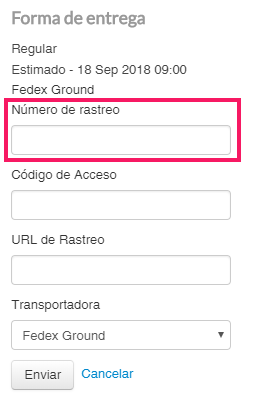 Forma de entrega
Regular
Estimado - 18 Sep 2018 09:00
Fedex Ground
Número de rastreo
Código de Acceso
URL de Rastreo
Transportadora
Fedex Ground
Enviar Cancelar